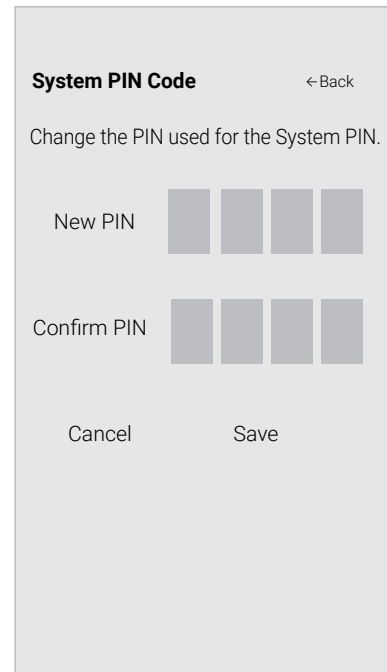 System PIN Code ←Back
Change the PIN used for the System PIN.
New PIN
Confirm PIN
Cancel Save